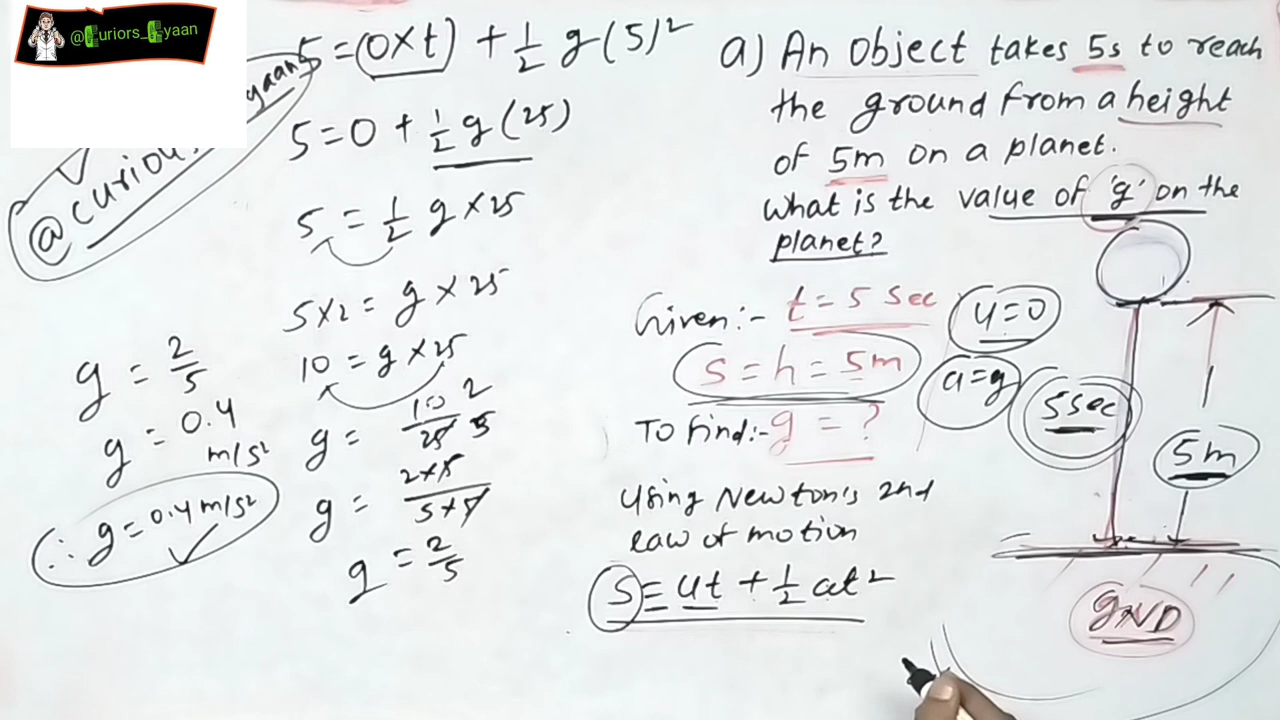 @Curiors_Gyaan
@Curiou
yaan
5 = (0×t) + 1/2 g(5)²
5 = 0 + 1/2 g (25)
5 = 1/2 g × 25
5×2 = g × 25
10 = g × 25
g = 10/25 2/5
g = 2×5/5×5
g = 2/5
g = 2/5
g = 0.4
m/s²
∴ g = 0.4 m/s²
a) An object takes 5s to reach
the ground from a height
of 5m on a planet.
what is the value of 'g' on the
planet?
Given:- t = 5 sec
u=0
s = h = 5m
a=g
To find:- g = ?
Using Newton's 2nd
law of motion
s = ut + 1/2 at²
5sec
5m
GND